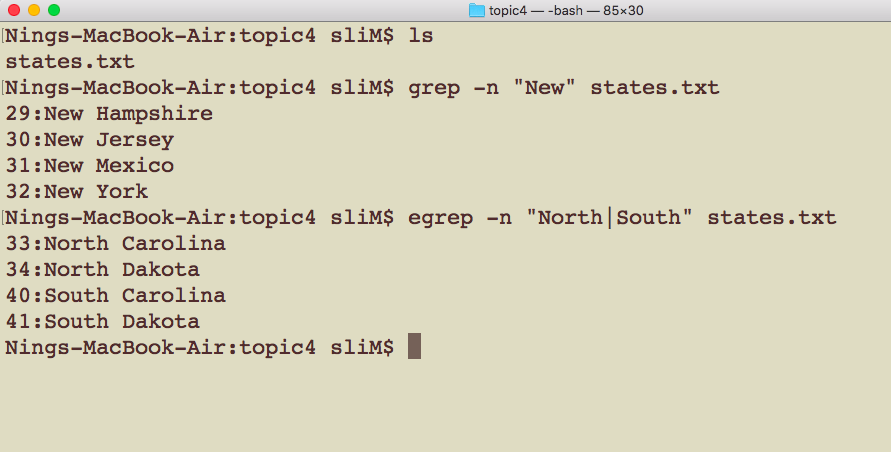 topic4 — -bash — 85×30
Nings-MacBook-Air:topic4 sliM$ ls
states.txt
Nings-MacBook-Air:topic4 sliM$ grep -n "New" states.txt
29:New Hampshire
30:New Jersey
31:New Mexico
32:New York
Nings-MacBook-Air:topic4 sliM$ egrep -n "North|South" states.txt
33:North Carolina
34:North Dakota
40:South Carolina
41:South Dakota
Nings-MacBook-Air:topic4 sliM$